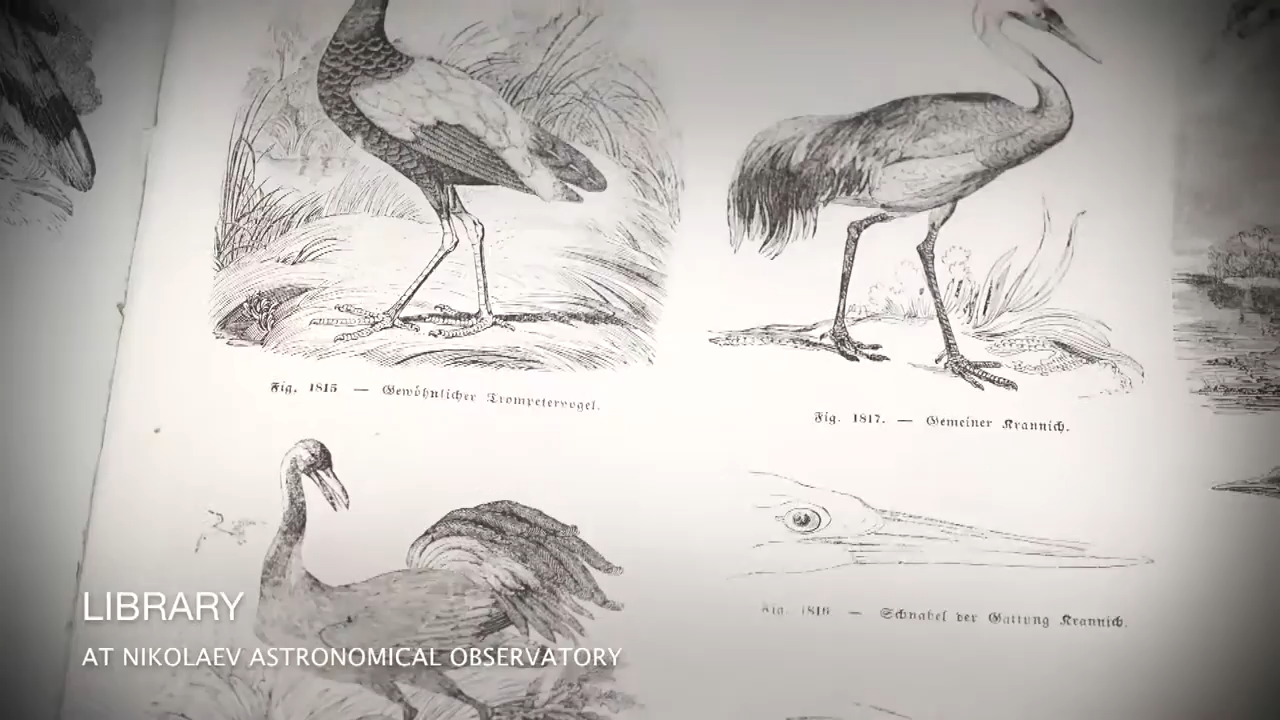 Fig. 1815 — Gewöhnlicher Trompetervogel.
Fig. 1817. — Gemeiner Krannich.
Fig. 1816 — Schnabel der Gattung Krannich.
LIBRARY
AT NIKOLAEV ASTRONOMICAL OBSERVATORY